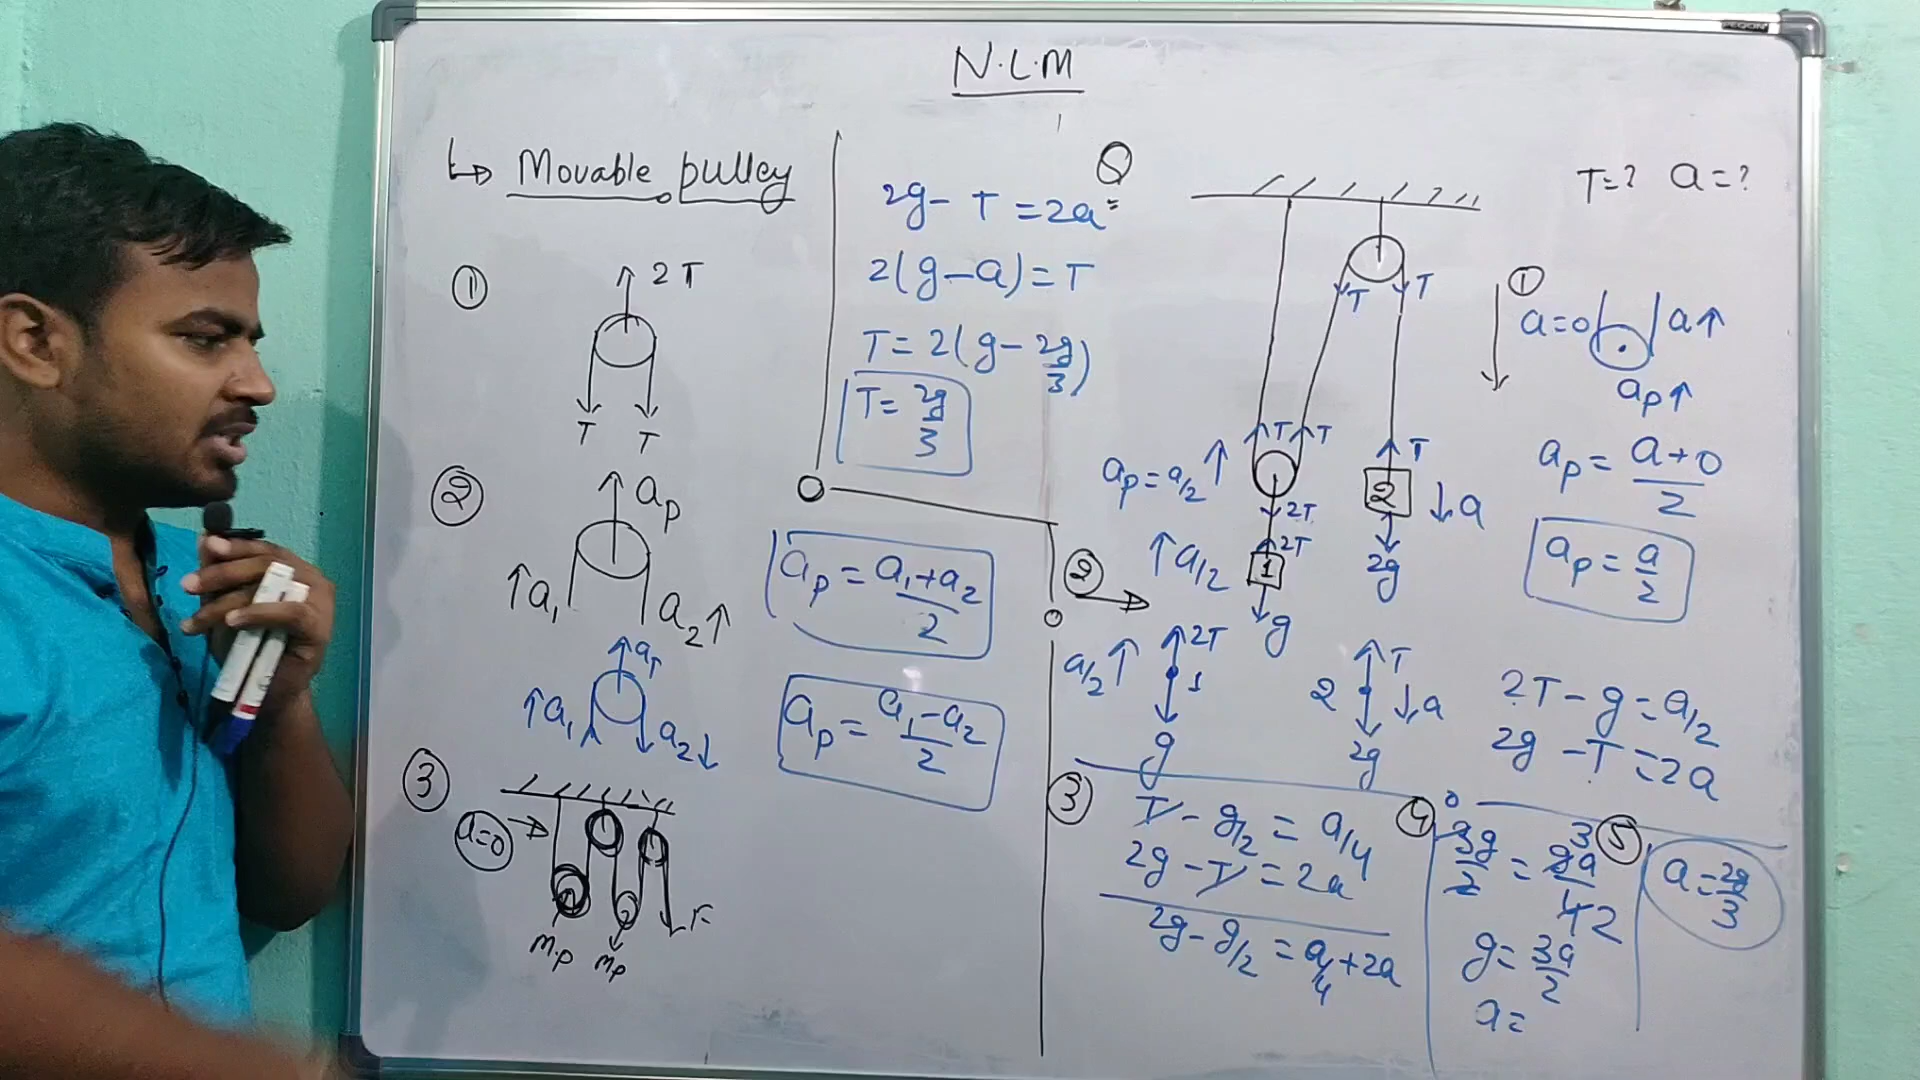 PEGON
N.L.M
↳ Movable pulley
①
2T
T T
②
ap
↑a₁
a₂↑
ap = a₁+a₂/2
↑ap
↑a₁
a₂↓
ap = a₁-a₂/2
③
a=0 →
F
M.P
Mp
2g - T = 2a
2(g-a) = T
T = 2(g - 2g/3)
T = 2g/3
Q
T=? a=?
T
T
T T
ap = a/2 ↑
2T
2T
↑a/2
1
g
T
2
↓a
2g
①
a=0
a↑
ap↑
ap = a+0/2
ap = a/2
②
a/2↑
↑2T
1
g
2
↑T
↓a
2g
2T - g = a/2
2g - T = 2a
③
T - g/2 = a/4
2g - T = 2a
2g - g/2 = a/4 + 2a
④
3g/2 = 9a/4
3
2
g = 3a/2
a =
⑤
a = 2g/3